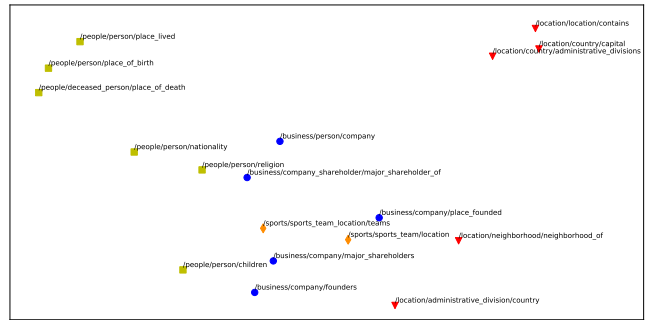 /location/location/contains
/people/person/place_lived
/location/country/capital
/location/country/administrative_divisions
/people/person/place_of_birth
/people/deceased_person/place_of_death
/business/person/company
/people/person/nationality
/people/person/religion
/business/company_shareholder/major_shareholder_of
/business/company/place_founded
/sports/sports_team_location/teams
/sports/sports_team/location
/location/neighborhood/neighborhood_of
/business/company/major_shareholders
/people/person/children
/business/company/founders
/location/administrative_division/country